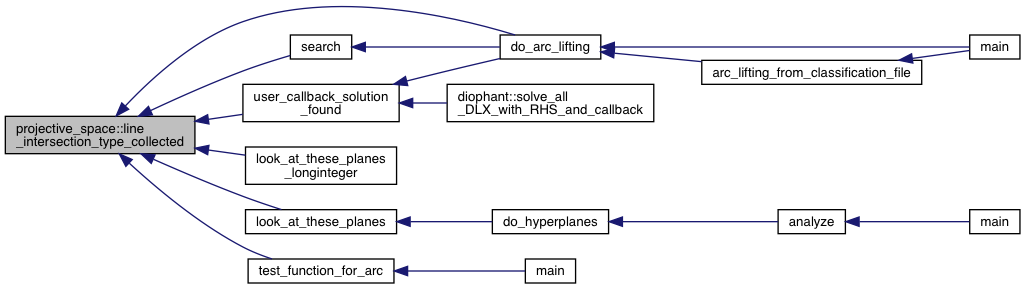 search
do_arc_lifting
main
arc_lifting_from_classification_file
user_callback_solution
_found
diophant::solve_all
_DLX_with_RHS_and_callback
projective_space::line
_intersection_type_collected
look_at_these_planes
_longinteger
look_at_these_planes
do_hyperplanes
analyze
main
test_function_for_arc
main